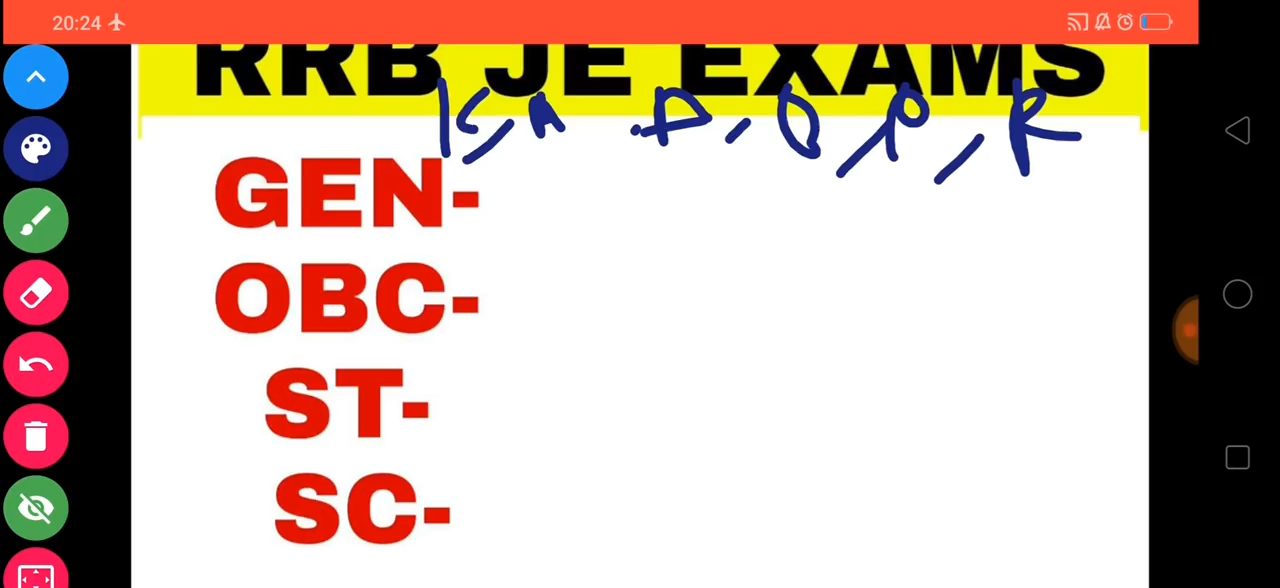 20:24
RRB JE EXAMS
D, Q, P, R
GEN-
OBC-
ST-
SC-